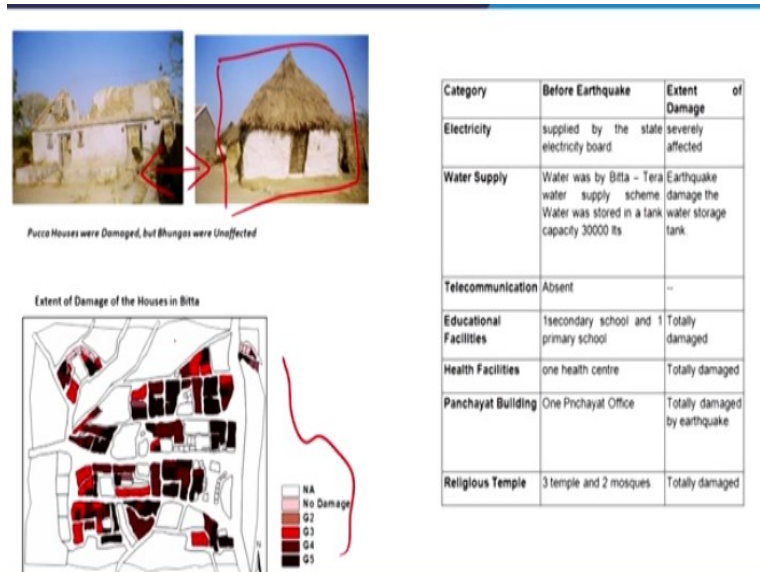 Pucca Houses were Damaged, but Bhungas were Unaffected
Extent of Damage of the Houses in Bitta
NA
No Damage
G2
G3
G4
G5
N
Category Before Earthquake Extent of
Damage
Electricity supplied by the state severely
electricity board affected
Water Supply Water was by Bitta – Tera Earthquake
water supply scheme. damage the
Water was stored in a tank water storage
capacity 30000 lts tank.
Telecommunication Absent --
Educational 1secondary school and 1 Totally
Facilities primary school damaged
Health Facilities one health centre Totally damaged
Panchayat Building One Pnchayat Office Totally damaged
by earthquake
Religious Temple 3 temple and 2 mosques Totally damaged